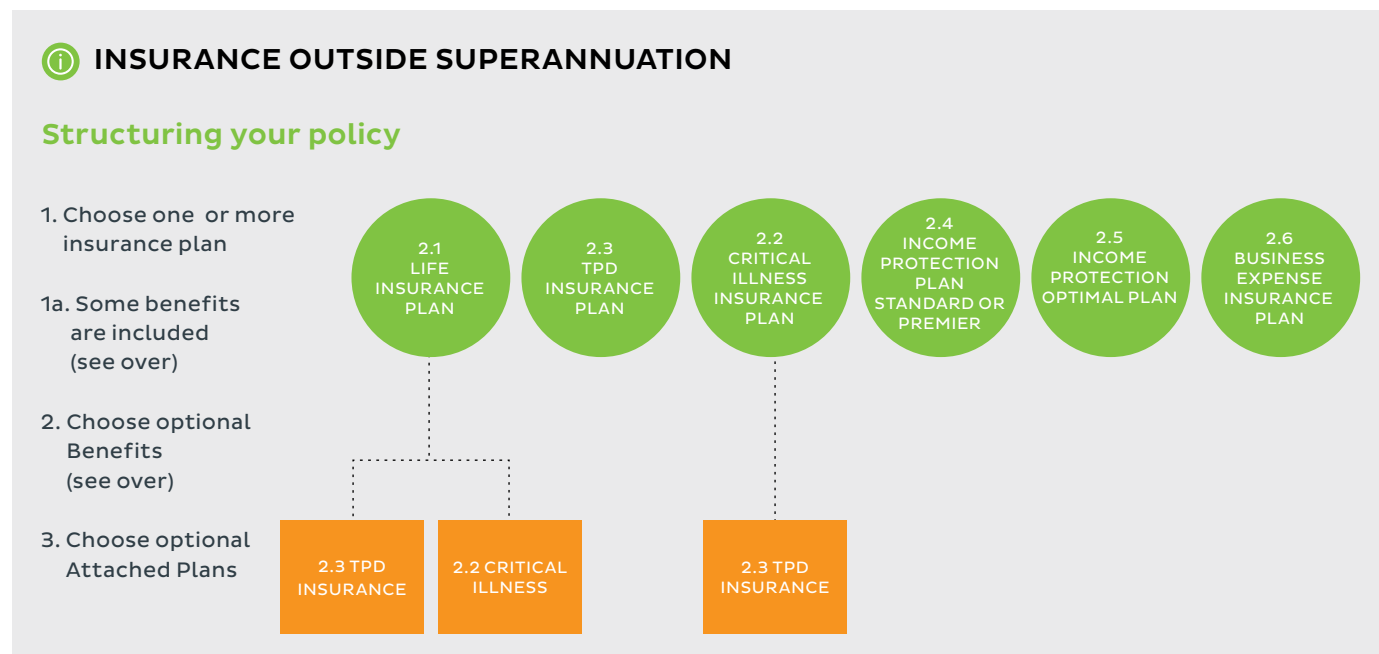 INSURANCE OUTSIDE SUPERANNUATION
Structuring your policy
1. Choose one or more
insurance plan
1a. Some benefits
are included
(see over)
2. Choose optional
Benefits
(see over)
3. Choose optional
Attached Plans
2.1
LIFE
INSURANCE
PLAN
2.3
TPD
INSURANCE
PLAN
2.2
CRITICAL
ILLNESS
INSURANCE
PLAN
2.4
INCOME
PROTECTION
PLAN
STANDARD OR
PREMIER
2.5
INCOME
PROTECTION
OPTIMAL PLAN
2.6
BUSINESS
EXPENSE
INSURANCE
PLAN
2.3 TPD
INSURANCE
2.2 CRITICAL
ILLNESS
2.3 TPD
INSURANCE